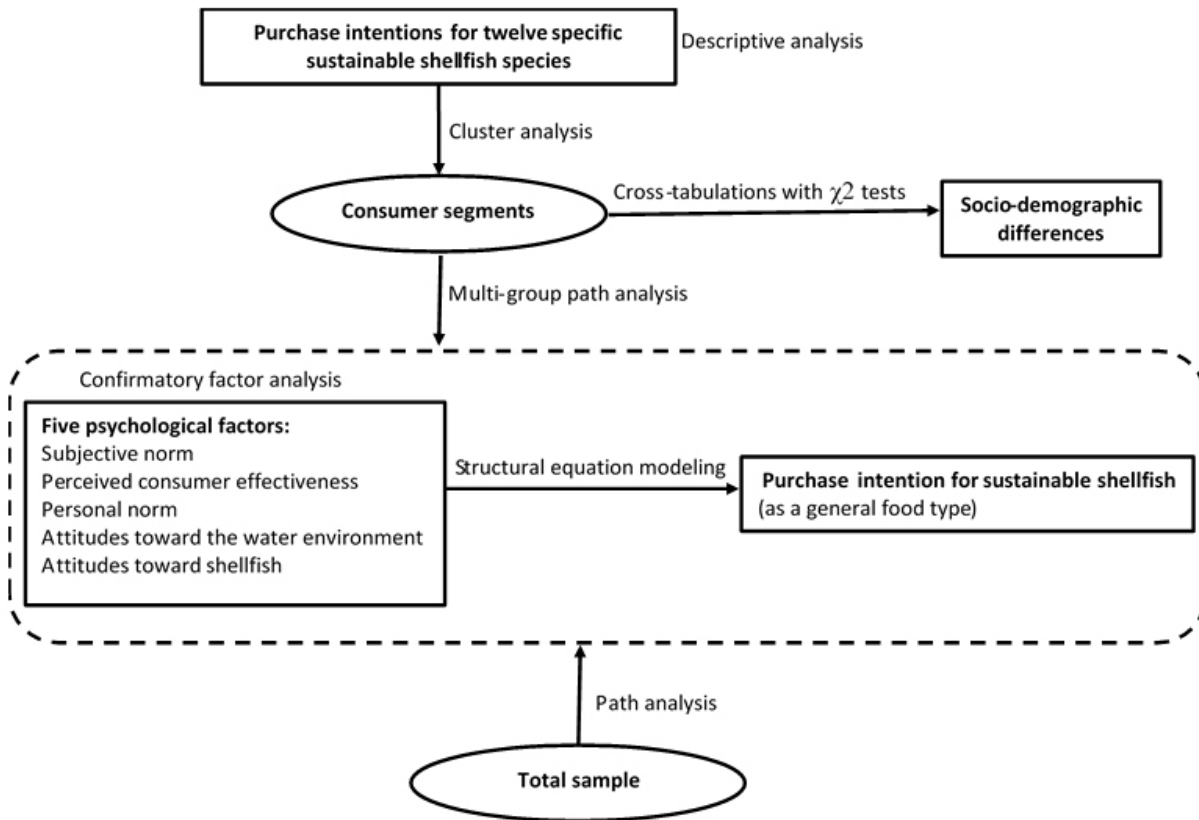 Purchase intentions for twelve specific
sustainable shellfish species
Descriptive analysis
Cluster analysis
Consumer segments
Cross-tabulations with χ2 tests
Socio-demographic
differences
Multi-group path analysis
Confirmatory factor analysis
Five psychological factors:
Subjective norm
Perceived consumer effectiveness
Personal norm
Attitudes toward the water environment
Attitudes toward shellfish
Structural equation modeling
Purchase intention for sustainable shellfish
(as a general food type)
Path analysis
Total sample